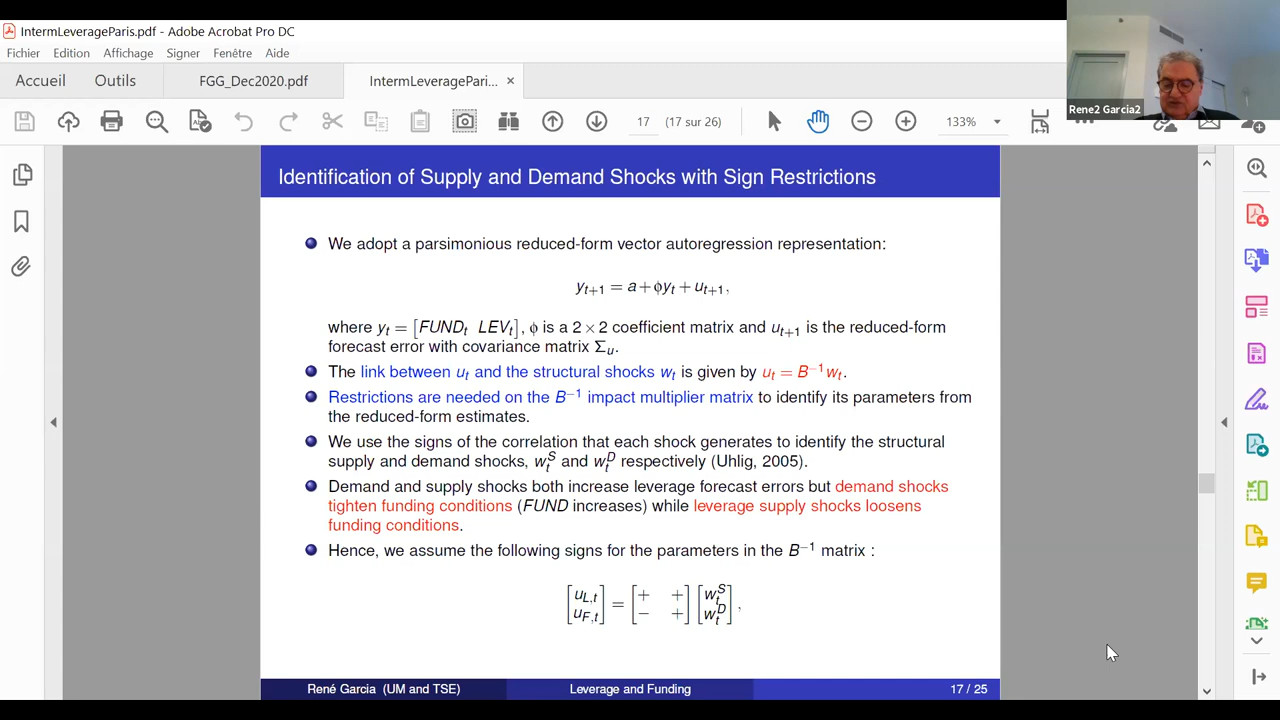 IntermLeverageParis.pdf - Adobe Acrobat Pro DC
Fichier Edition Affichage Signer Fenêtre Aide
Accueil Outils FGG_Dec2020.pdf IntermLeveragePari... ×
17 (17 sur 26) 133%
Rene2 Garcia2
Identification of Supply and Demand Shocks with Sign Restrictions
We adopt a parsimonious reduced-form vector autoregression representation:
y_{t+1} = a + ϕy_t + u_{t+1},
where y_t = [FUND_t LEV_t], ϕ is a 2 × 2 coefficient matrix and u_{t+1} is the reduced-form
forecast error with covariance matrix Σ_u.
The link between u_t and the structural shocks w_t is given by u_t = B⁻¹w_t.
Restrictions are needed on the B⁻¹ impact multiplier matrix to identify its parameters from
the reduced-form estimates.
We use the signs of the correlation that each shock generates to identify the structural
supply and demand shocks, w_t^S and w_t^D respectively (Uhlig, 2005).
Demand and supply shocks both increase leverage forecast errors but demand shocks
tighten funding conditions (FUND increases) while leverage supply shocks loosens
funding conditions.
Hence, we assume the following signs for the parameters in the B⁻¹ matrix :
[u_{L,t}] = [+ +] [w_t^S]
[u_{F,t}] [− +] [w_t^D],
René Garcia (UM and TSE) Leverage and Funding 17 / 25